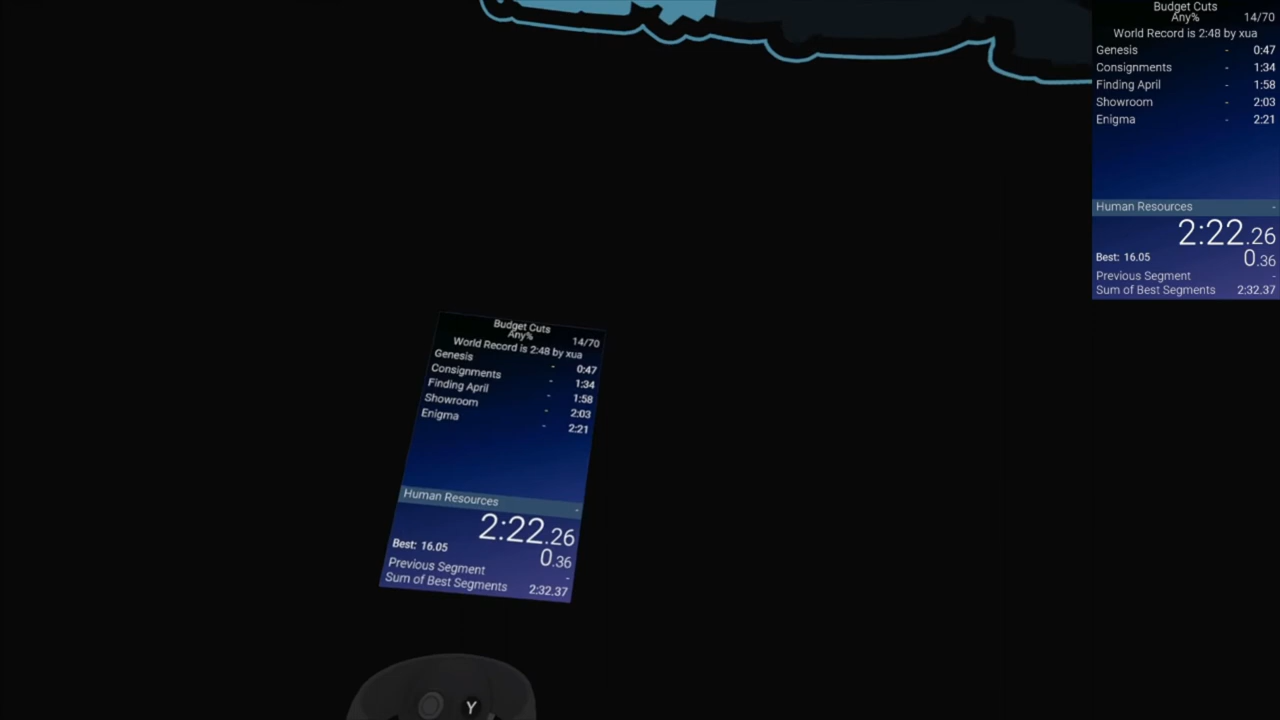 Budget Cuts
Any% 14/70
World Record is 2:48 by xua
Genesis - 0:47
Consignments - 1:34
Finding April - 1:58
Showroom - 2:03
Enigma - 2:21
Human Resources -
2:22.26
Best: 16.05 0.36
Previous Segment -
Sum of Best Segments 2:32.37
Budget Cuts
Any% 14/70
World Record is 2:48 by xua
Genesis - 0:47
Consignments - 1:34
Finding April - 1:58
Showroom - 2:03
Enigma - 2:21
Human Resources -
2:22.26
Best: 16.05 0.36
Previous Segment -
Sum of Best Segments 2:32.37
Y